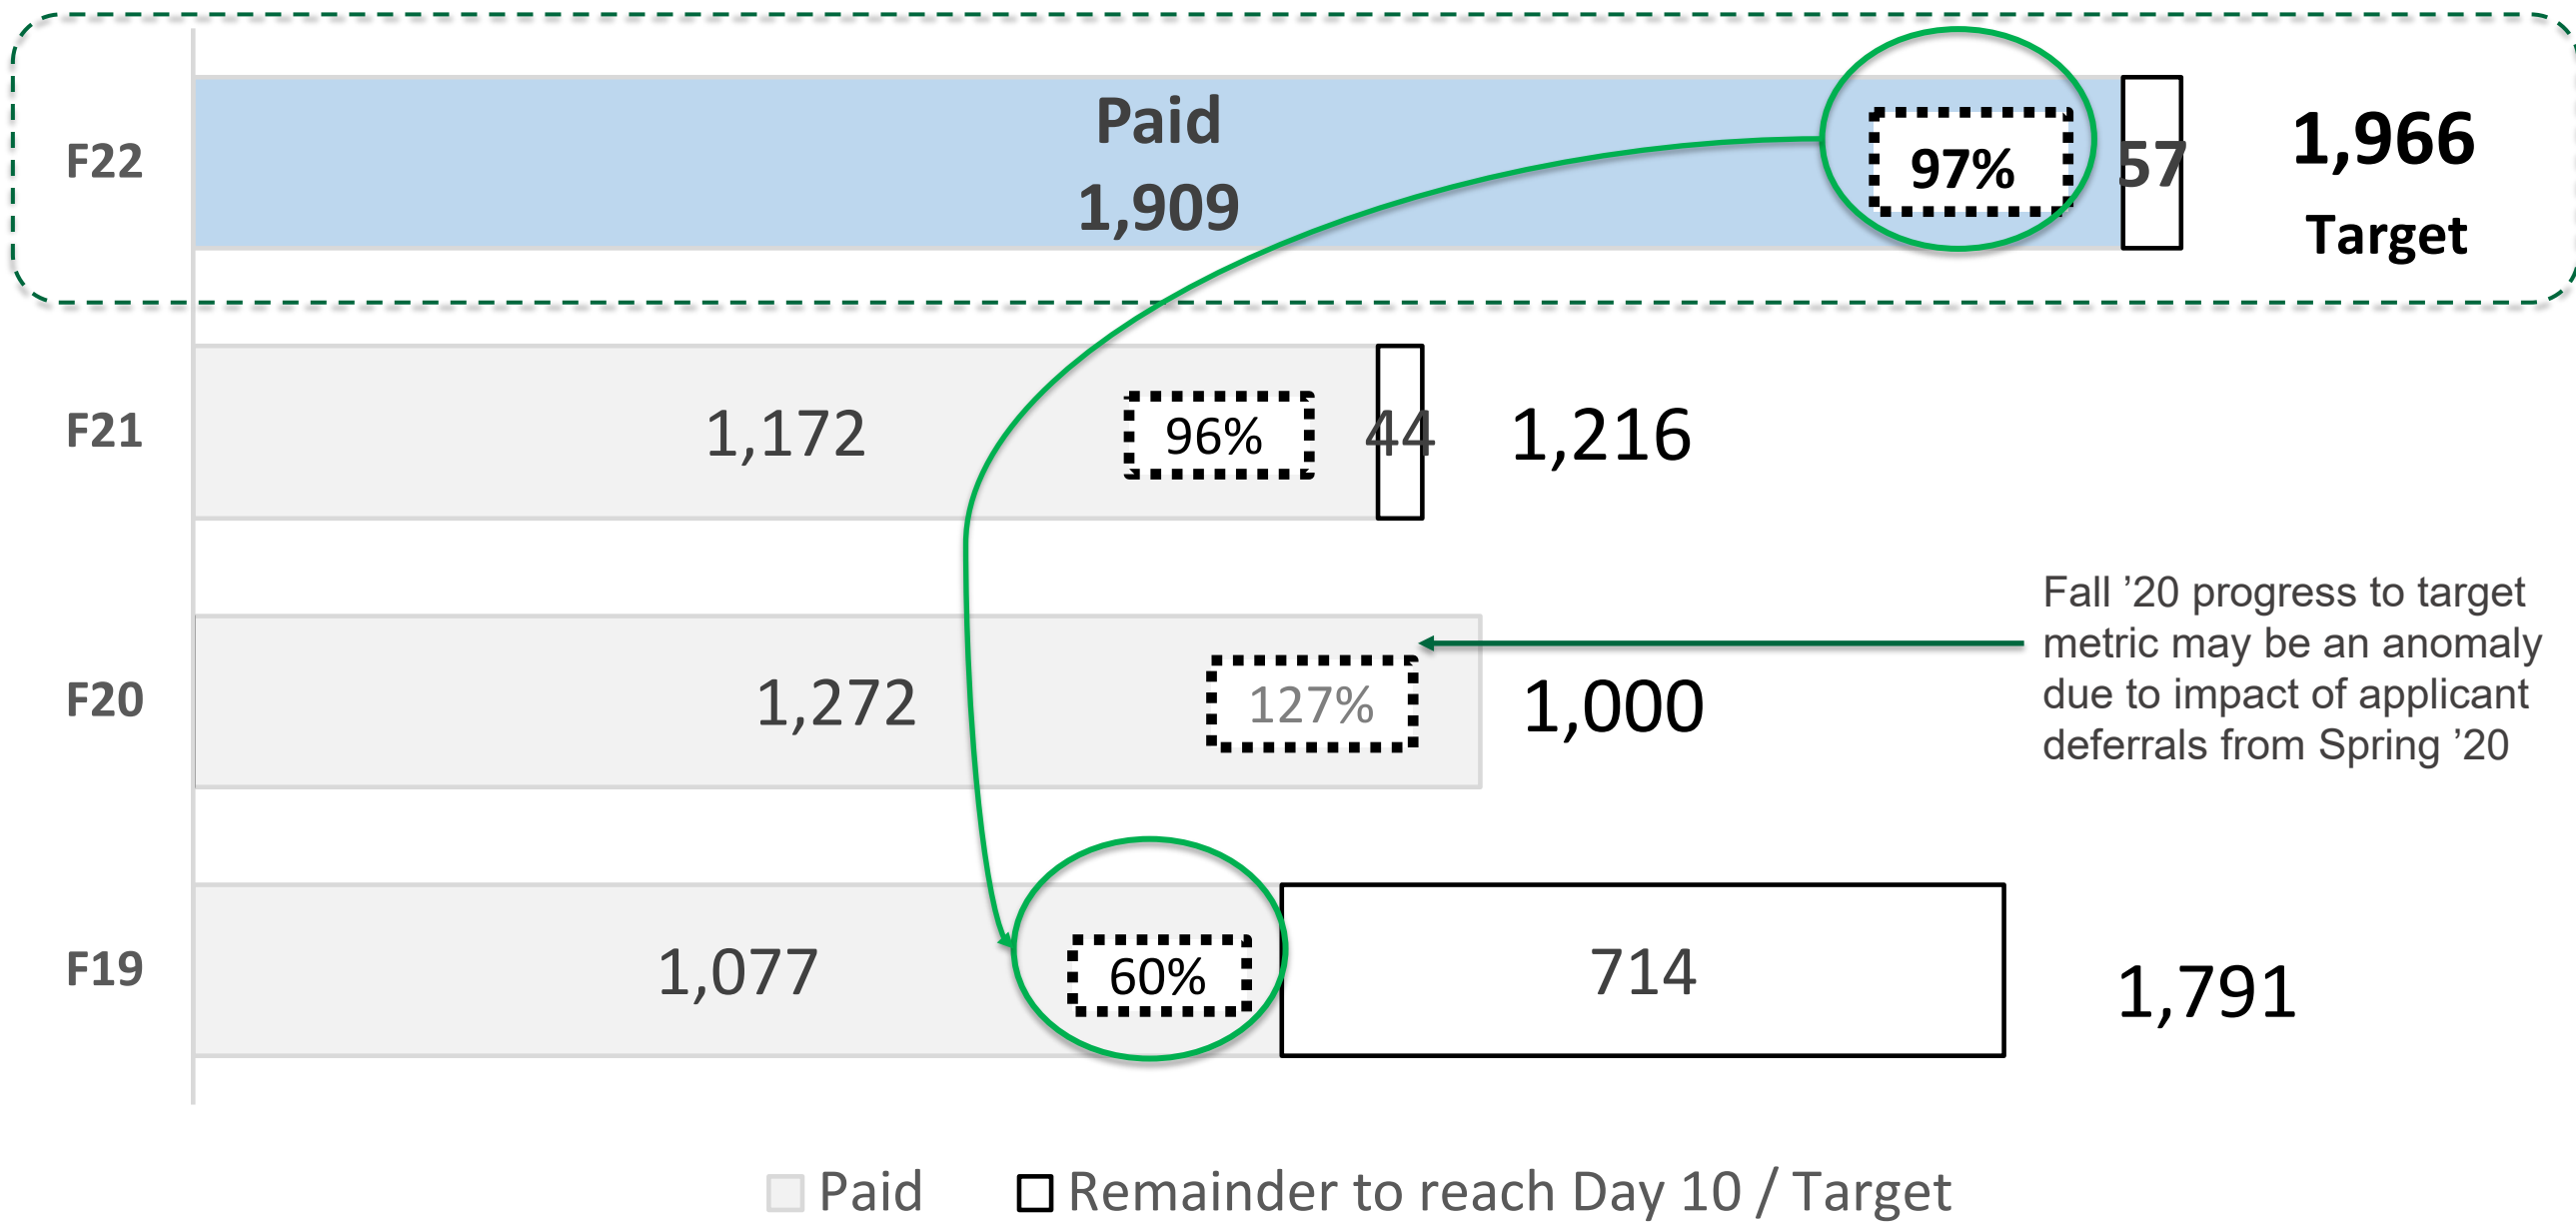 F22
Paid
1,909
97%
57
1,966
Target
F21
1,172
96%
44
1,216
F20
1,272
127%
1,000
Fall ’20 progress to target
metric may be an anomaly
due to impact of applicant
deferrals from Spring ’20
F19
1,077
60%
714
1,791
Paid
Remainder to reach Day 10 / Target